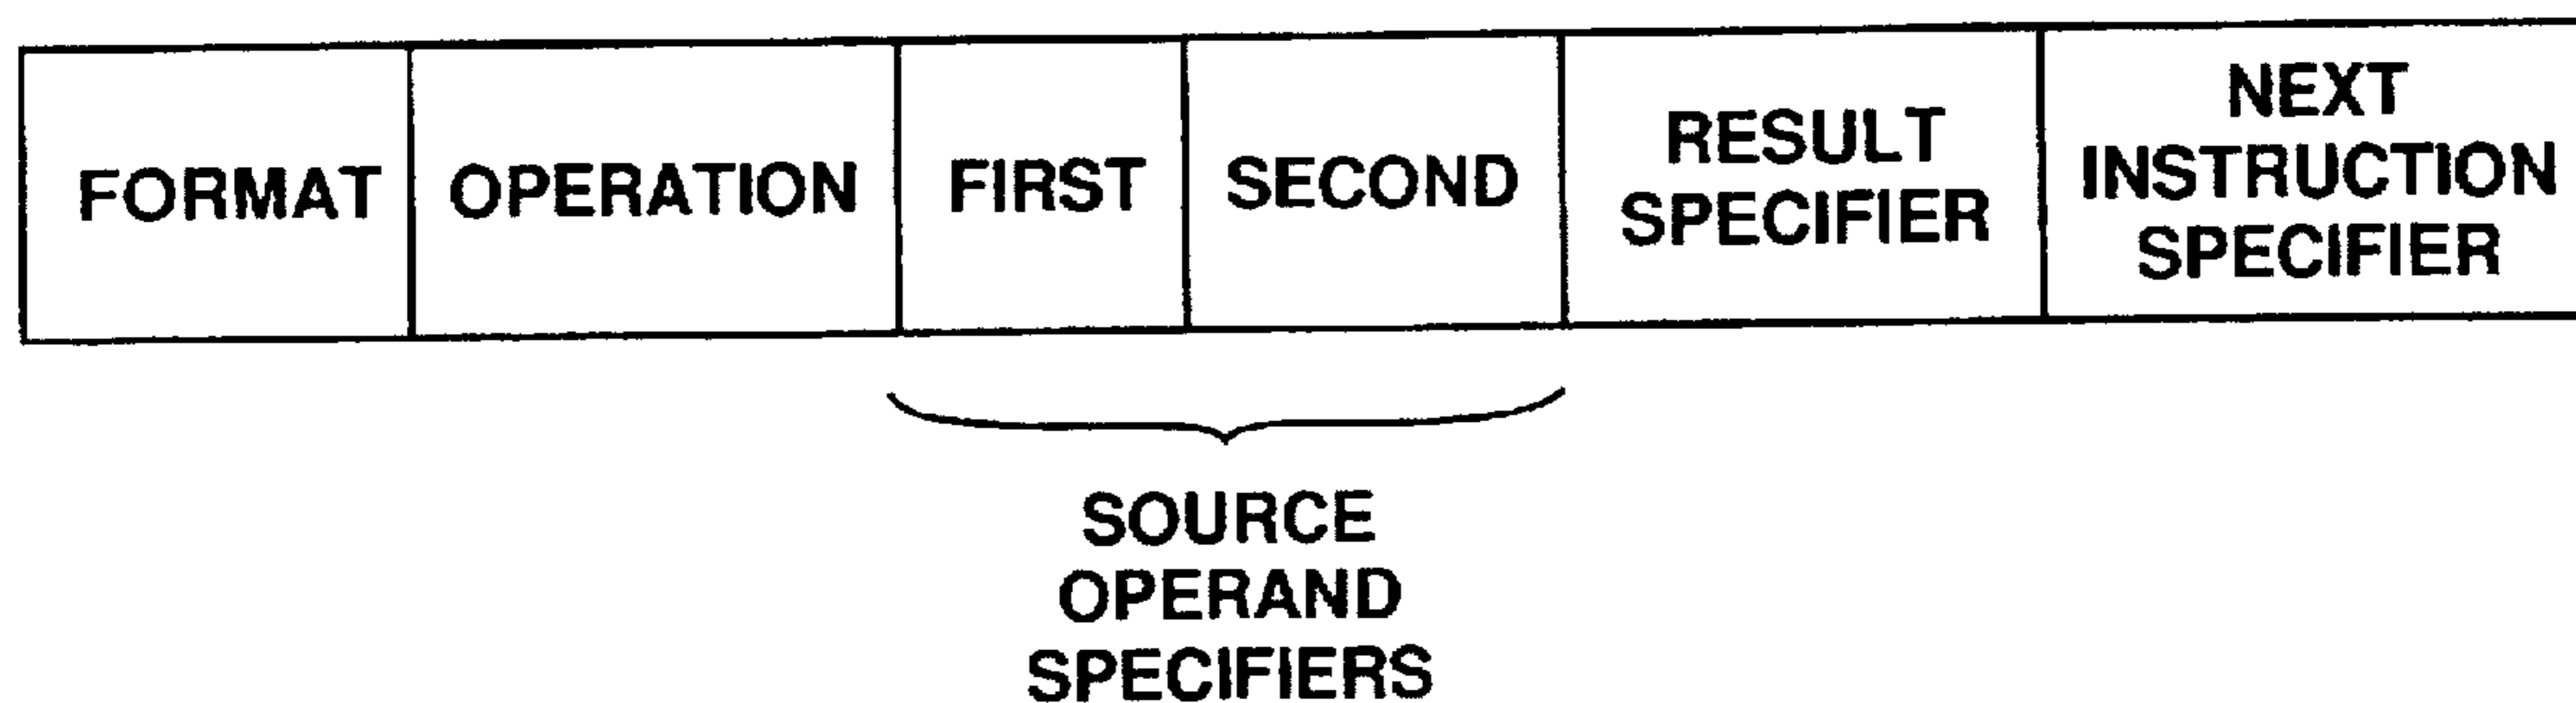 FORMAT
OPERATION
FIRST
SECOND
RESULT
SPECIFIER
NEXT
INSTRUCTION
SPECIFIER
SOURCE
OPERAND
SPECIFIERS